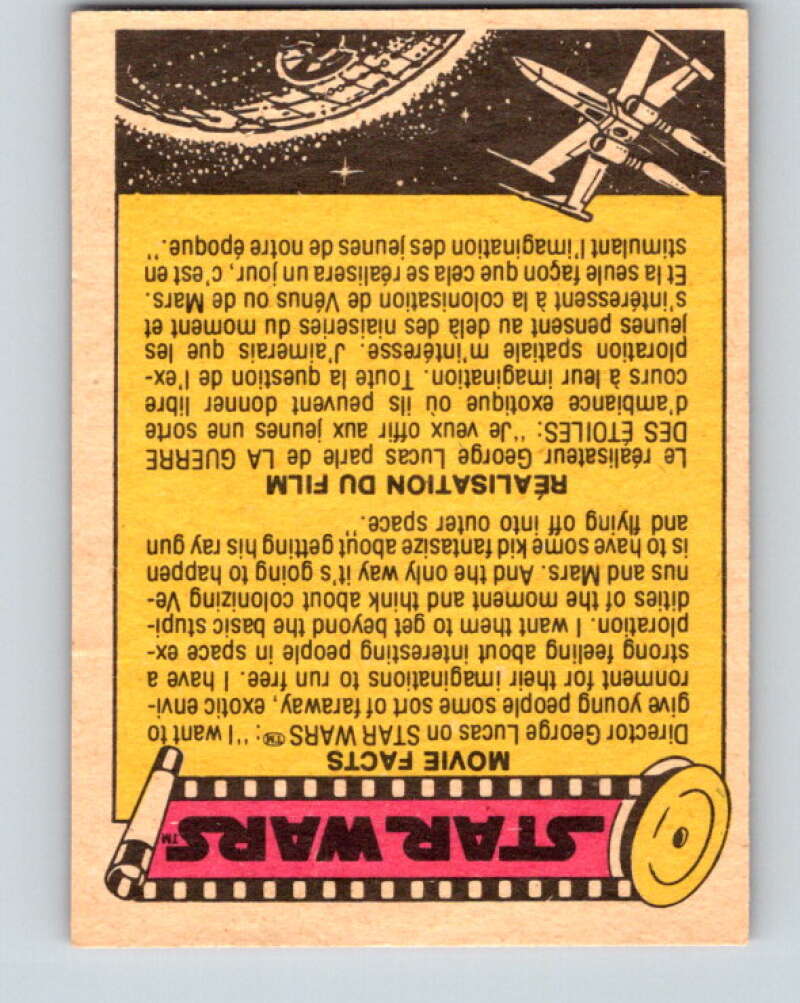 STAR WARS™
MOVIE FACTS
Director George Lucas on STAR WARS™: "I want to
give young people some sort of faraway, exotic envi-
ronment for their imaginations to run free. I have a
strong feeling about interesting people in space ex-
ploration. I want them to get beyond the basic stupi-
dities of the moment and think about colonizing Ve-
nus and Mars. And the only way it's going to happen
is to have some kid fantasize about getting his ray gun
and flying off into outer space."
RÉALISATION DU FILM
Le réalisateur George Lucas parle de LA GUERRE
DES ÉTOILES: "Je veux offir aux jeunes une sorte
d'ambiance exotique où ils peuvent donner libre
cours à leur imagination. Toute la question de l'ex-
ploration spatiale m'intéresse. J'aimerais que les
jeunes pensent au delà des niaiseries du moment et
s'intéressent à la colonisation de Vénus ou de Mars.
Et la seule façon que cela se réalisera un jour, c'est en
stimulant l'imagination des jeunes de notre époque."